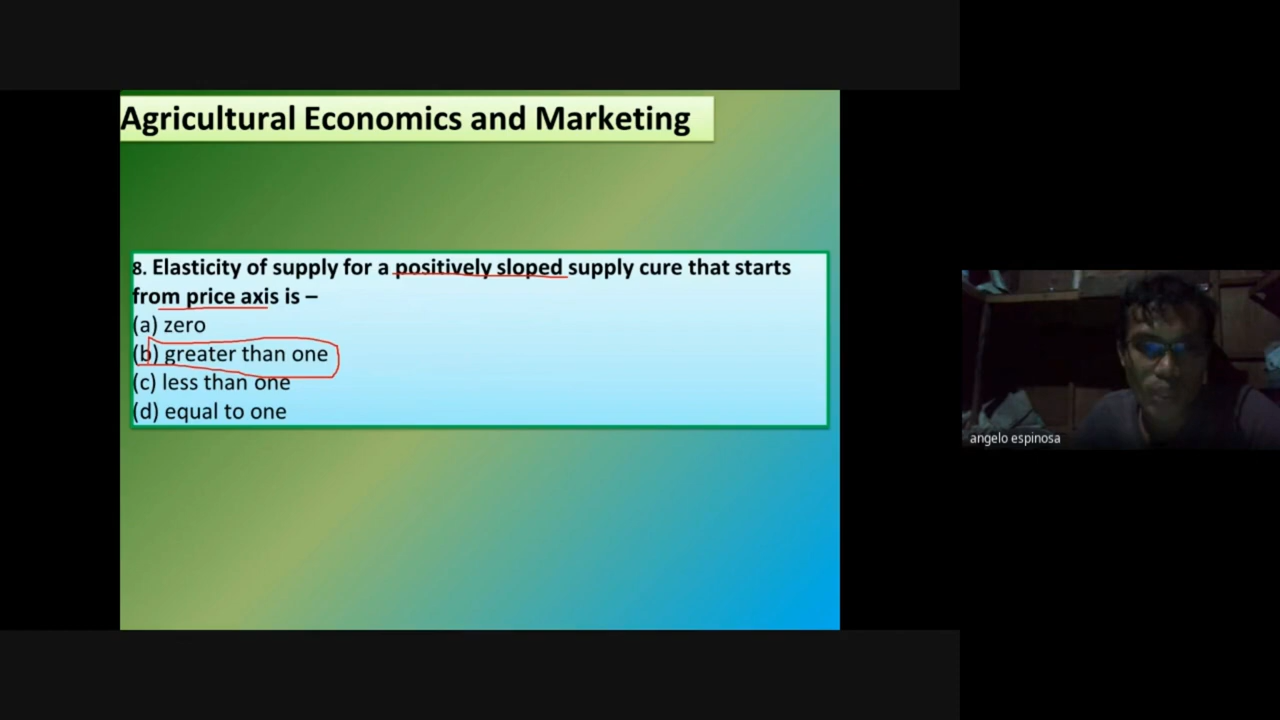 Agricultural Economics and Marketing
8. Elasticity of supply for a positively sloped supply cure that starts
from price axis is –
(a) zero
(b) greater than one
(c) less than one
(d) equal to one
angelo espinosa